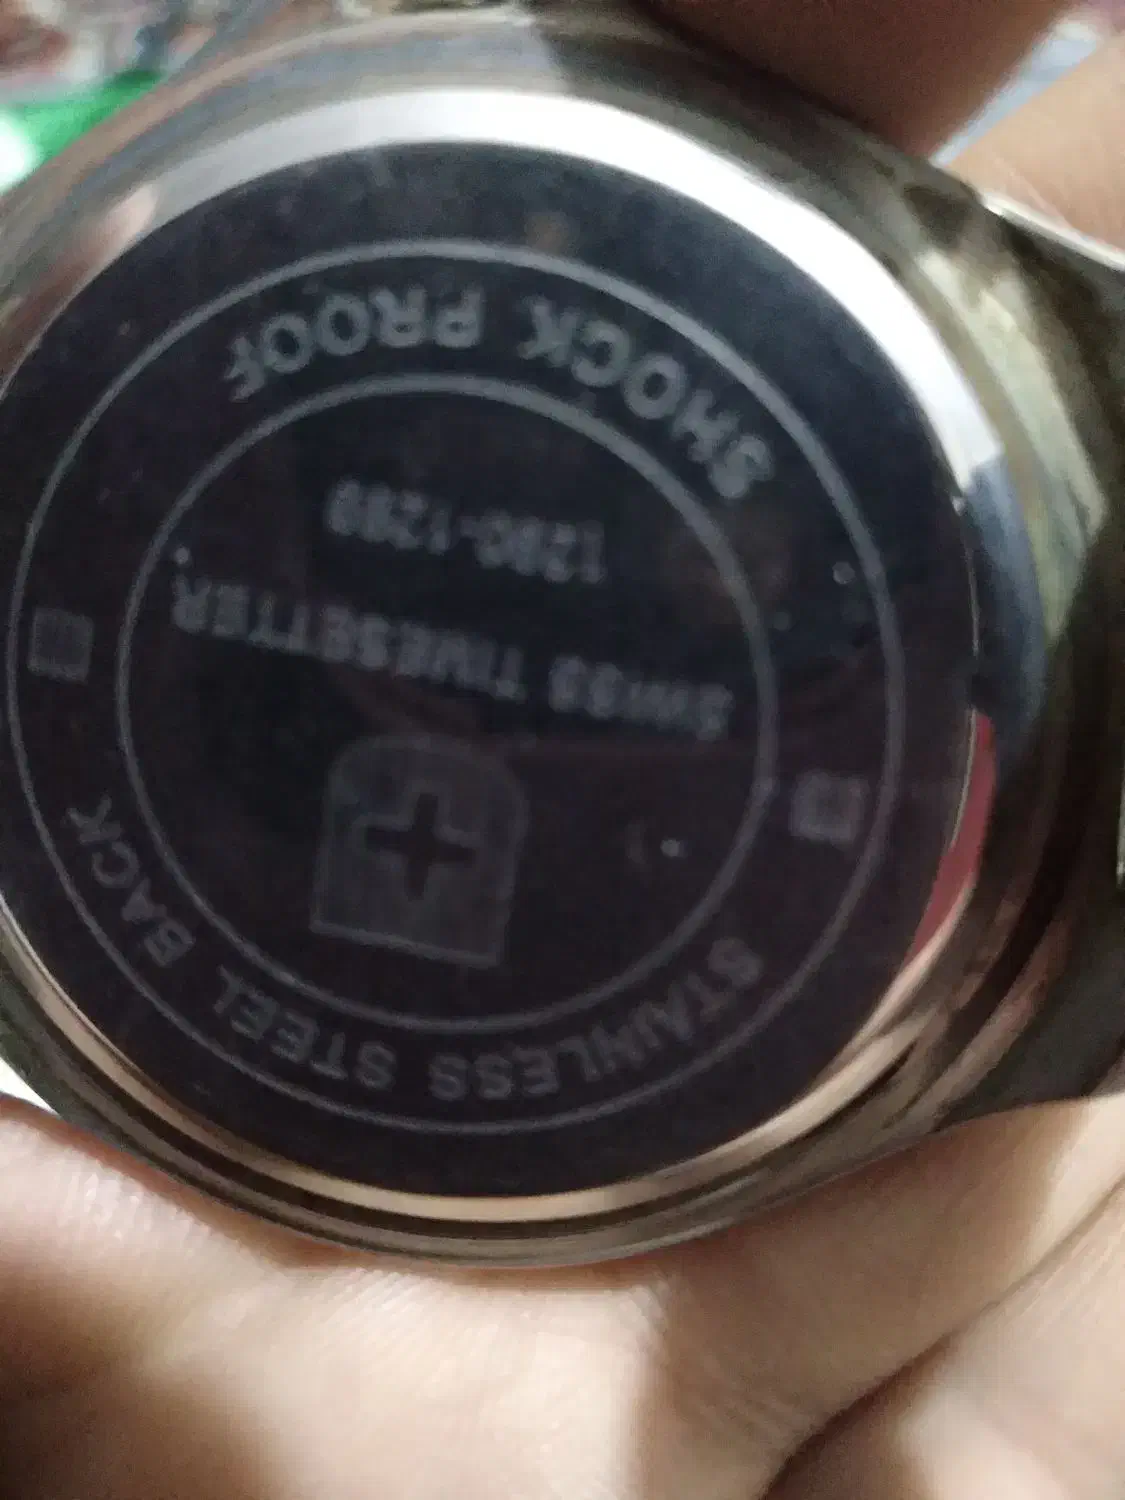 SHOCK PROOF
SWISS TIMESETTER
STAINLESS STEEL BACK